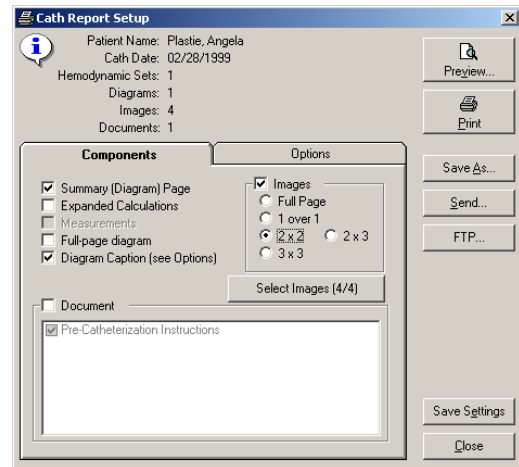 Cath Report Setup
Patient Name: Plastie, Angela
Cath Date: 02/28/1999
Hemodynamic Sets: 1
Diagrams: 1
Images: 4
Documents: 1
Preview...
Print
Components
Options
Save As...
Send...
FTP...
Summary (Diagram) Page
Expanded Calculations
Measurements
Full-page diagram
Diagram Caption (see Options)
Images
Full Page
1 over 1
2 x 2 2 x 3
3 x 3
Select Images (4/4)
Document
Pre-Catheterization Instructions
Save Settings
Close